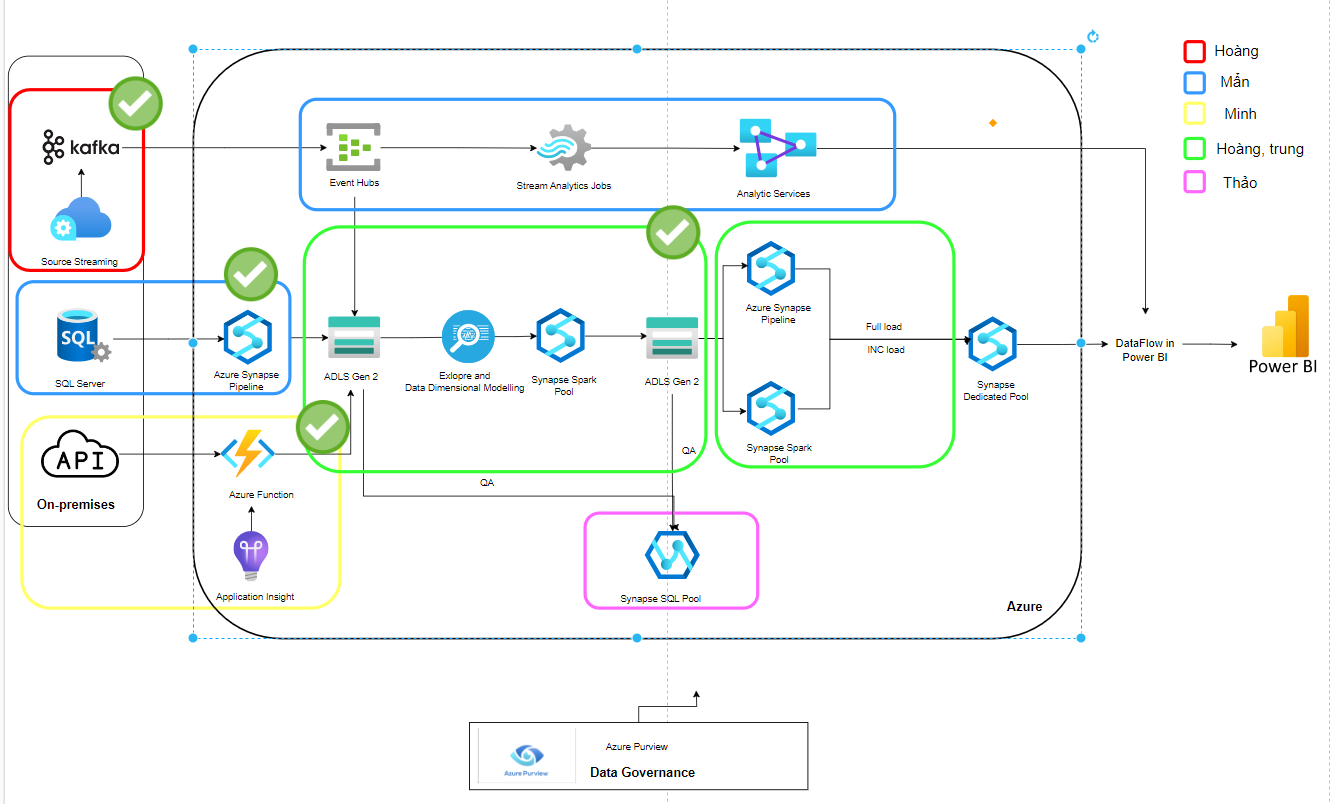 Hoàng
Mẩn
Minh
Hoàng, trung
Thảo
kafka
Source Streaming
Event Hubs
Stream Analytics Jobs
Analytic Services
SQL
SQL Server
Azure Synapse
Pipeline
ADLS Gen 2
Exlopre and
Data Dimensional Modelling
Synapse Spark
Pool
ADLS Gen 2
QA
Azure Synapse
Pipeline
Synapse Spark
Pool
Full load
INC load
Synapse
Dedicated Pool
DataFlow in
Power BI
Power BI
API
On-premises
Azure Function
Application Insight
QA
Synapse SQL Pool
Azure
Azure Purview
Azure Purview
Data Governance